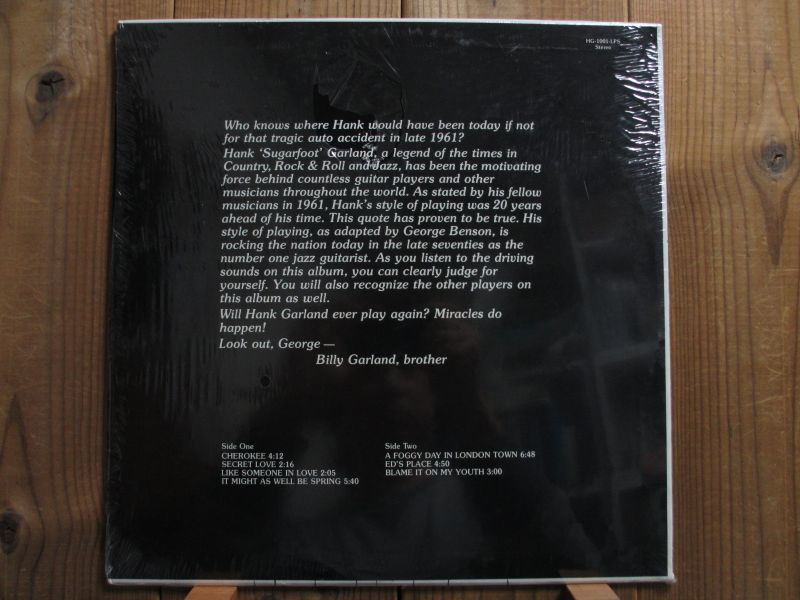 HG-1001-LPS
Stereo
Who knows where Hank would have been today if not
for that tragic auto accident in late 1961?
Hank 'Sugarfoot' Garland, a legend of the times in
Country, Rock & Roll and Jazz, has been the motivating
force behind countless guitar players and other
musicians throughout the world. As stated by his fellow
musicians in 1961, Hank's style of playing was 20 years
ahead of his time. This quote has proven to be true. His
style of playing, as adapted by George Benson, is
rocking the nation today in the late seventies as the
number one jazz guitarist. As you listen to the driving
sounds on this album, you can clearly judge for
yourself. You will also recognize the other players on
this album as well.
Will Hank Garland ever play again? Miracles do
happen!
Look out, George —
Billy Garland, brother
Side One
CHEROKEE 4:12
SECRET LOVE 2:16
LIKE SOMEONE IN LOVE 2:05
IT MIGHT AS WELL BE SPRING 5:40
Side Two
A FOGGY DAY IN LONDON TOWN 6:48
ED'S PLACE 4:50
BLAME IT ON MY YOUTH 3:00